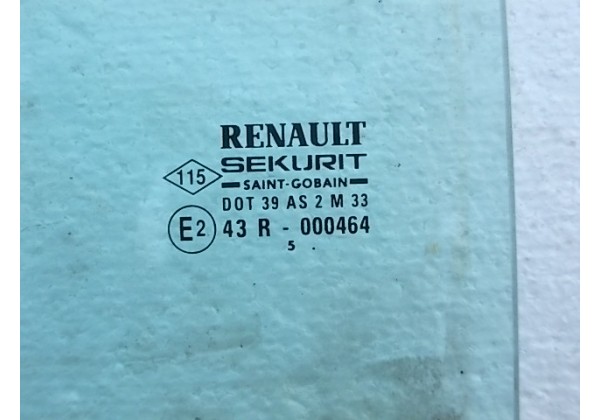 RENAULT
SEKURIT
115
SAINT-GOBAIN
DOT 39 AS 2 M 33
E2 43 R - 000464
5 .